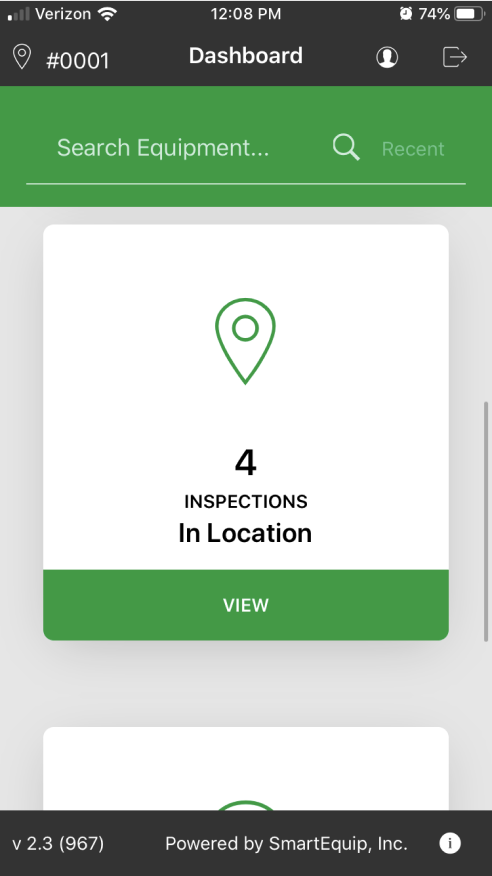 Verizon 12:08 PM 74%
#0001 Dashboard
Search Equipment... Recent
4
INSPECTIONS
In Location
VIEW
v 2.3 (967) Powered by SmartEquip, Inc.